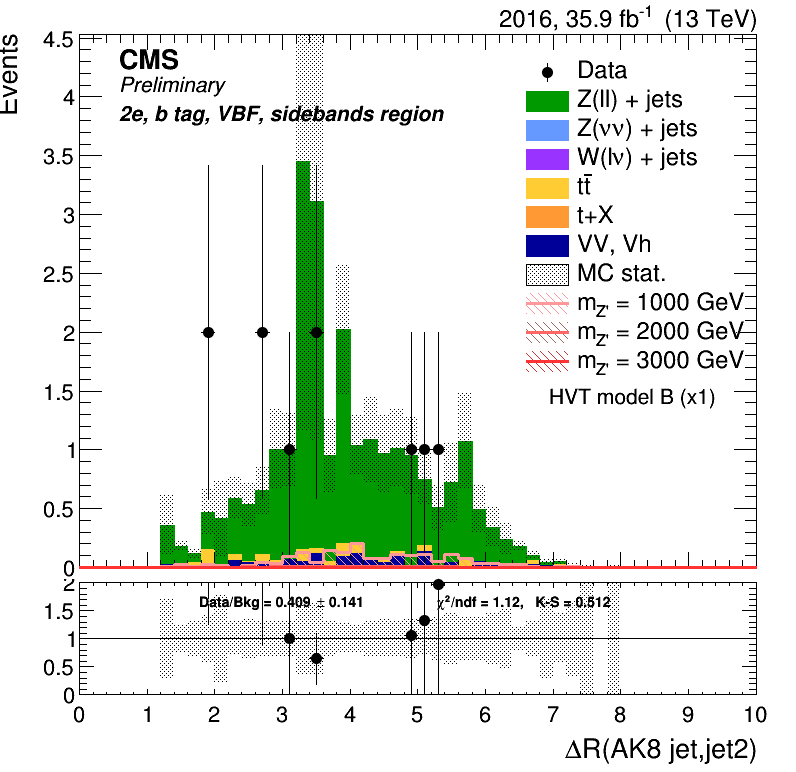 2016, 35.9 fb⁻¹ (13 TeV)
Events
CMS
Preliminary
2e, b tag, VBF, sidebands region
Data
Z(ll) + jets
Z(νν) + jets
W(lν) + jets
tt̄
t+X
VV, Vh
MC stat.
m_Z' = 1000 GeV
m_Z' = 2000 GeV
m_Z' = 3000 GeV
HVT model B (x1)
4.5
4
3.5
3
2.5
2
1.5
1
0.5
0
Data/Bkg = 0.409 ± 0.141 χ²/ndf = 1.12, K-S = 0.512
2
1.5
1
0.5
0
0 1 2 3 4 5 6 7 8 9 10
ΔR(AK8 jet,jet2)